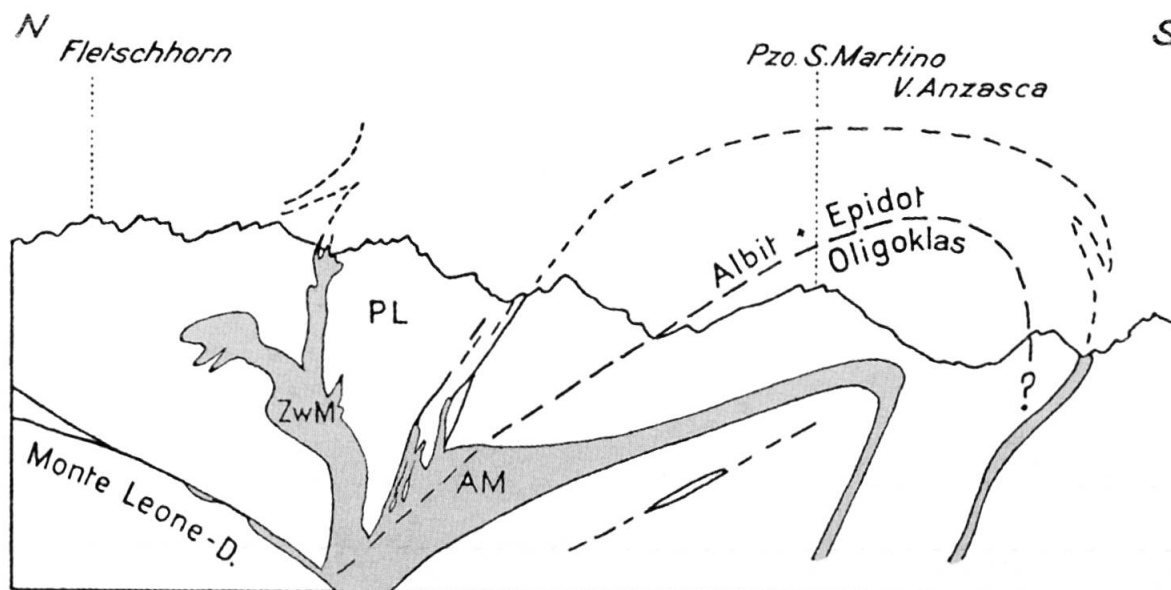 N
S
Fletschhorn
Pzo. S. Martino
V. Anzasca
Albit + Epidot
Oligoklas
PL
ZwM
?
AM
Monte Leone-D.